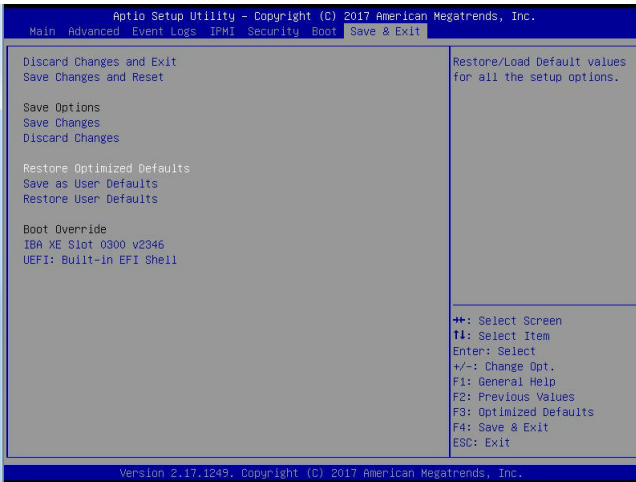 Aptio Setup Utility – Copyright (C) 2017 American Megatrends, Inc.
Main Advanced Event Logs IPMI Security Boot Save & Exit
Discard Changes and Exit
Save Changes and Reset
Save Options
Save Changes
Discard Changes
Restore Optimized Defaults
Save as User Defaults
Restore User Defaults
Boot Override
IBA XE Slot 0300 v2346
UEFI: Built-in EFI Shell
Restore/Load Default values
for all the setup options.
→←: Select Screen
↑↓: Select Item
Enter: Select
+/-: Change Opt.
F1: General Help
F2: Previous Values
F3: Optimized Defaults
F4: Save & Exit
ESC: Exit
Version 2.17.1249. Copyright (C) 2017 American Megatrends, Inc.